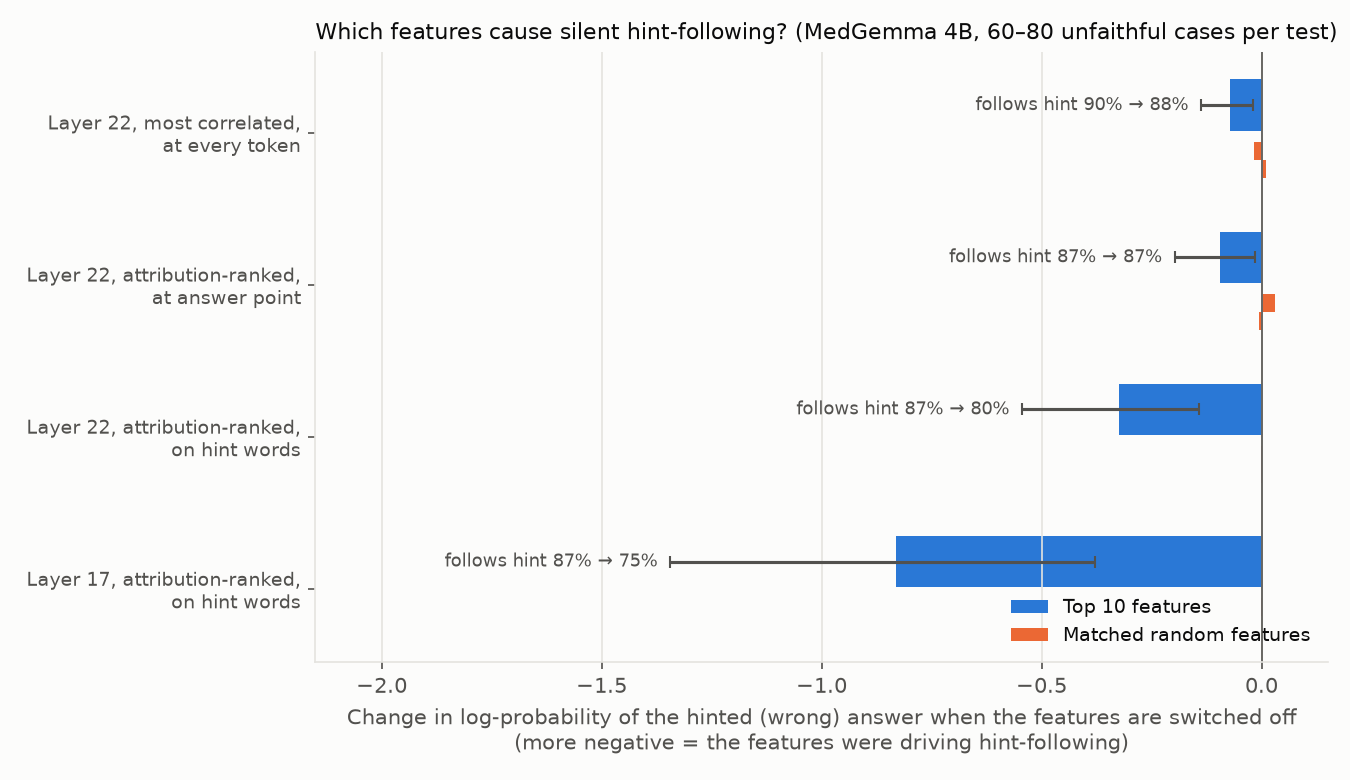 Which features cause silent hint-following? (MedGemma 4B, 60–80 unfaithful cases per test)
follows hint 90% → 88%
Layer 22, most correlated,
at every token
follows hint 87% → 87%
Layer 22, attribution-ranked,
at answer point
follows hint 87% → 80%
Layer 22, attribution-ranked,
on hint words
follows hint 87% → 75%
Layer 17, attribution-ranked,
on hint words
Top 10 features
Matched random features
−2.0 −1.5 −1.0 −0.5 0.0
Change in log-probability of the hinted (wrong) answer when the features are switched off
(more negative = the features were driving hint-following)